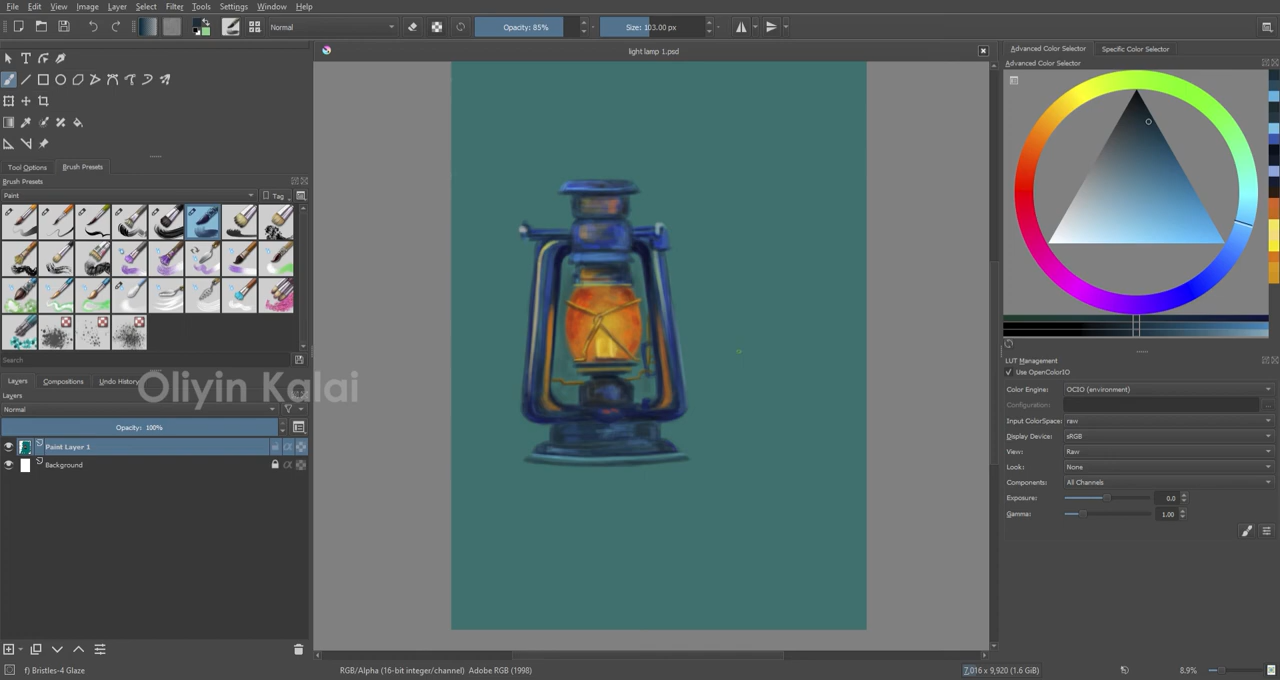 File Edit View Image Layer Select Filter Tools Settings Window Help
Normal Opacity: 85% Size: 103.00 px
light lamp 1.psd
Advanced Color Selector Specific Color Selector
Advanced Color Selector
Tool Options Brush Presets
Brush Presets
Paint Tag
Search
Layers Compositions Undo History
Oliyin Kalai
Layers
Normal
Opacity: 100%
Paint Layer 1
Background
LUT Management
Use OpenColorIO
Color Engine: OCIO (environment)
Configuration: ...
Input ColorSpace: raw
Display Device: sRGB
View: Raw
Look: None
Components: All Channels
Exposure: 0.0
Gamma: 1.00
f) Bristles-4 Glaze
RGB/Alpha (16-bit integer/channel) Adobe RGB (1998)
7,016 x 9,920 (1.6 GiB)
8.9%